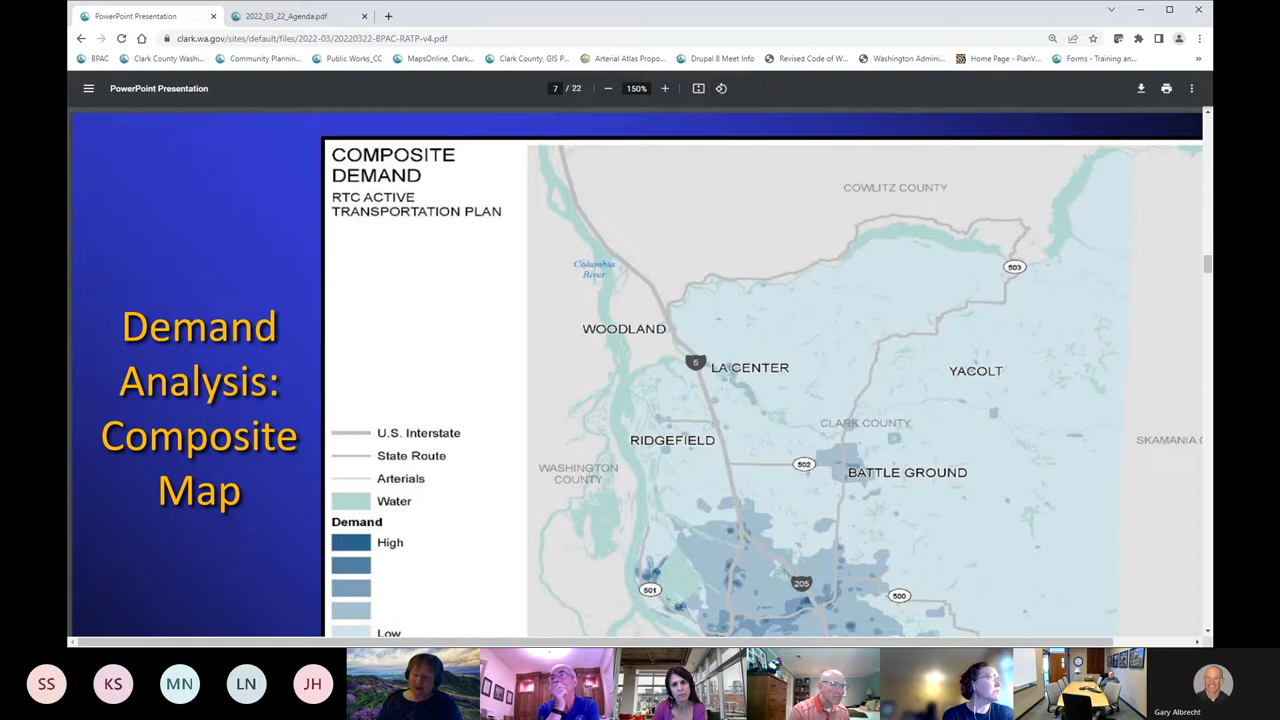 PowerPoint Presentation
2022_03_22_Agenda.pdf
clark.wa.gov/sites/default/files/2022-03/20220322-BPAC-RATP-v4.pdf
BPAC
Clark County Washi...
Community Plannin...
Public Works_CC
MapsOnline, Clark...
Clark County, GIS P...
Arterial Atlas Propo...
Drupal 8 Meet Info
Revised Code of W...
Washington Admini...
Home Page - PlanV...
Forms - Training an...
»
PowerPoint Presentation
7 / 22
150%
Demand
Analysis:
Composite
Map
COMPOSITE
DEMAND
RTC ACTIVE
TRANSPORTATION PLAN
U.S. Interstate
State Route
Arterials
Water
Demand
High
Low
COWLITZ COUNTY
Columbia
River
503
WOODLAND
5
LA CENTER
YACOLT
CLARK COUNTY
RIDGEFIELD
SKAMANIA C
WASHINGTON
COUNTY
502
BATTLE GROUND
501
205
500
SS
KS
MN
LN
JH
Gary Albrecht